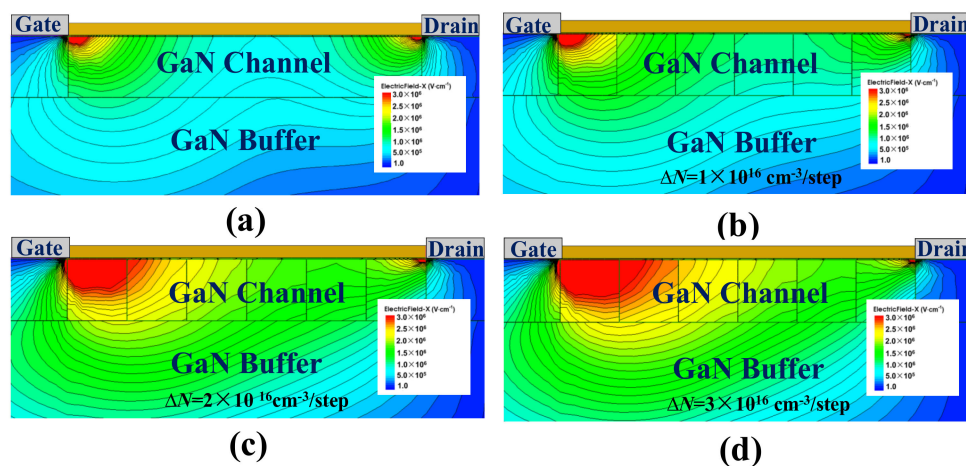 Gate
Drain
GaN Channel
ElectricField-X (V·cm⁻¹)
3.0×10⁶
2.5×10⁶
2.0×10⁶
1.5×10⁶
1.0×10⁶
5.0×10⁵
1.0
GaN Buffer
(a)
Gate
Drain
GaN Channel
ElectricField-X (V·cm⁻¹)
3.0×10⁶
2.5×10⁶
2.0×10⁶
1.5×10⁶
1.0×10⁶
5.0×10⁵
1.0
GaN Buffer
ΔN=1×10¹⁶ cm⁻³/step
(b)
Gate
Drain
GaN Channel
ElectricField-X (V·cm⁻¹)
3.0×10⁶
2.5×10⁶
2.0×10⁶
1.5×10⁶
1.0×10⁶
5.0×10⁵
1.0
GaN Buffer
ΔN=2×10¹⁶cm⁻³/step
(c)
Gate
Drain
GaN Channel
ElectricField-X (V·cm⁻¹)
3.0×10⁶
2.5×10⁶
2.0×10⁶
1.5×10⁶
1.0×10⁶
5.0×10⁵
1.0
GaN Buffer
ΔN=3×10¹⁶ cm⁻³/step
(d)